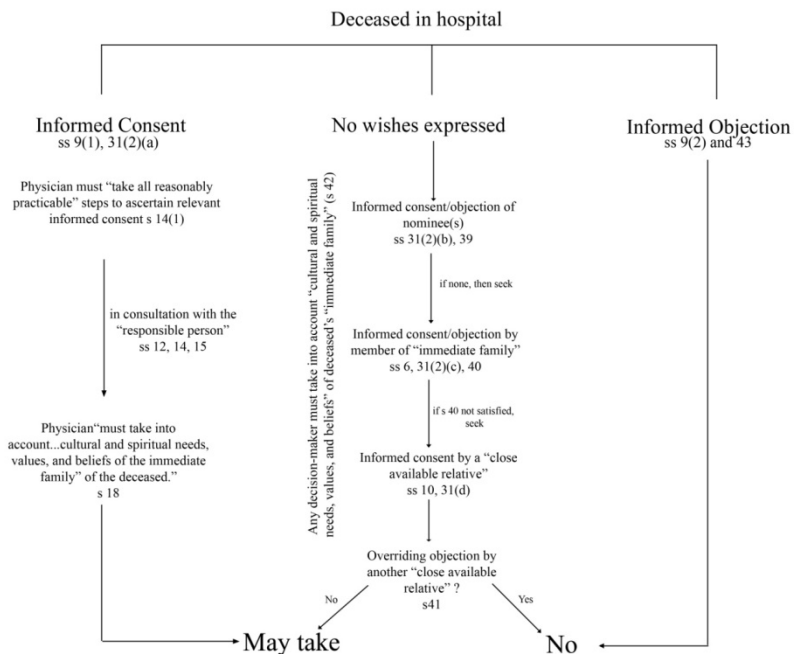 Deceased in hospital
Informed Consent
ss 9(1), 31(2)(a)
Physician must “take all reasonably
practicable” steps to ascertain relevant
informed consent s 14(1)
in consultation with the
“responsible person”
ss 12, 14, 15
Physician“must take into
account...cultural and spiritual needs,
values, and beliefs of the immediate
family” of the deceased.”
s 18
Any decision-maker must take into account “cultural and spiritual
needs, values, and beliefs” of deceased’s “immediate family” (s 42)
No wishes expressed
Informed consent/objection of
nominee(s)
ss 31(2)(b), 39
if none, then seek
Informed consent/objection by
member of “immediate family”
ss 6, 31(2)(c), 40
if s 40 not satisfied,
seek
Informed consent by a “close
available relative”
ss 10, 31(d)
Overriding objection by
another “close available
relative” ?
s41
No
Yes
Informed Objection
ss 9(2) and 43
May take
No